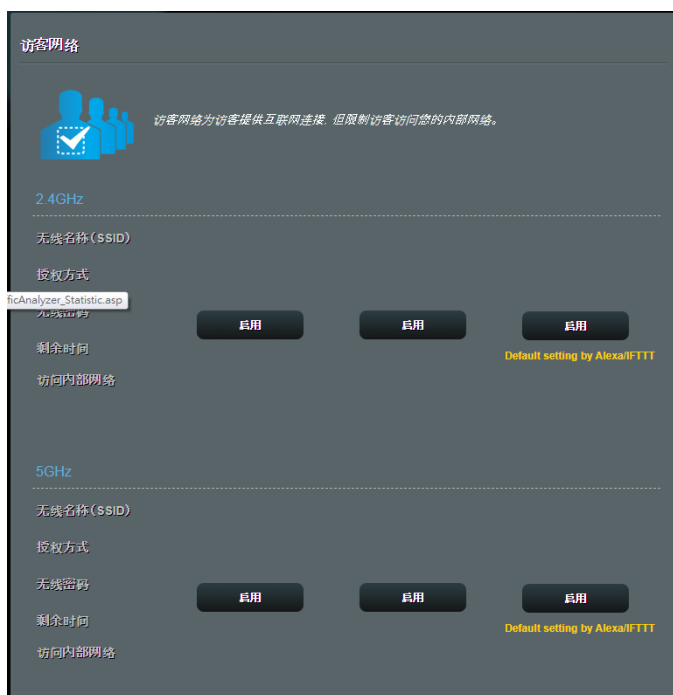 访客网络
访客网络为访客提供互联网连接, 但限制访客访问您的内部网络。
2.4GHz
无线名称(SSID)
授权方式
ficAnalyzer_Statistic.asp
无线密码
启用 启用 启用
剩余时间
Default setting by Alexa/IFTTT
访问内部网络
5GHz
无线名称(SSID)
授权方式
无线密码
启用 启用 启用
剩余时间
Default setting by Alexa/IFTTT
访问内部网络